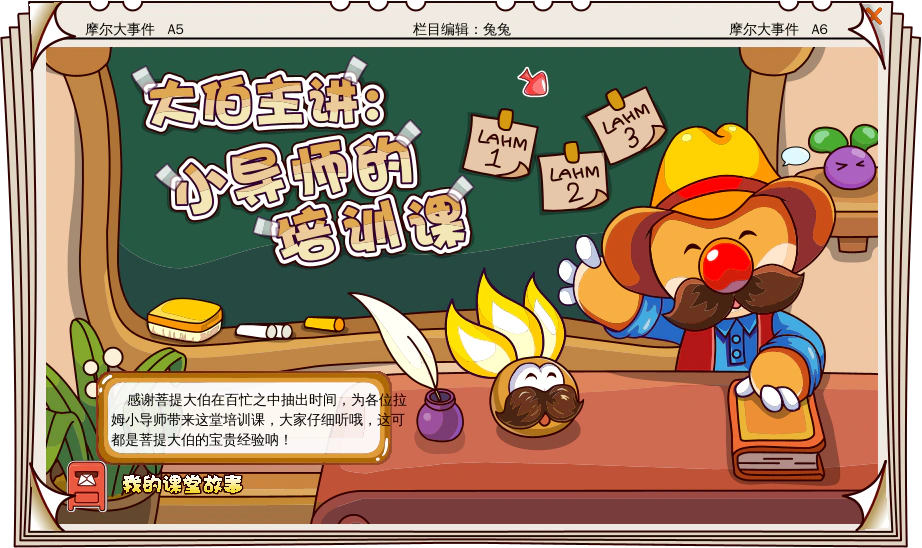 摩尔大事件 A5
栏目编辑：兔兔
摩尔大事件 A6
大伯主讲：
小导师的
培训课
LAHM
1
LAHM
2
LAHM
3
感谢菩提大伯在百忙之中抽出时间，为各位拉
姆小导师带来这堂培训课，大家仔细听哦，这可
都是菩提大伯的宝贵经验呐！
我的课堂故事